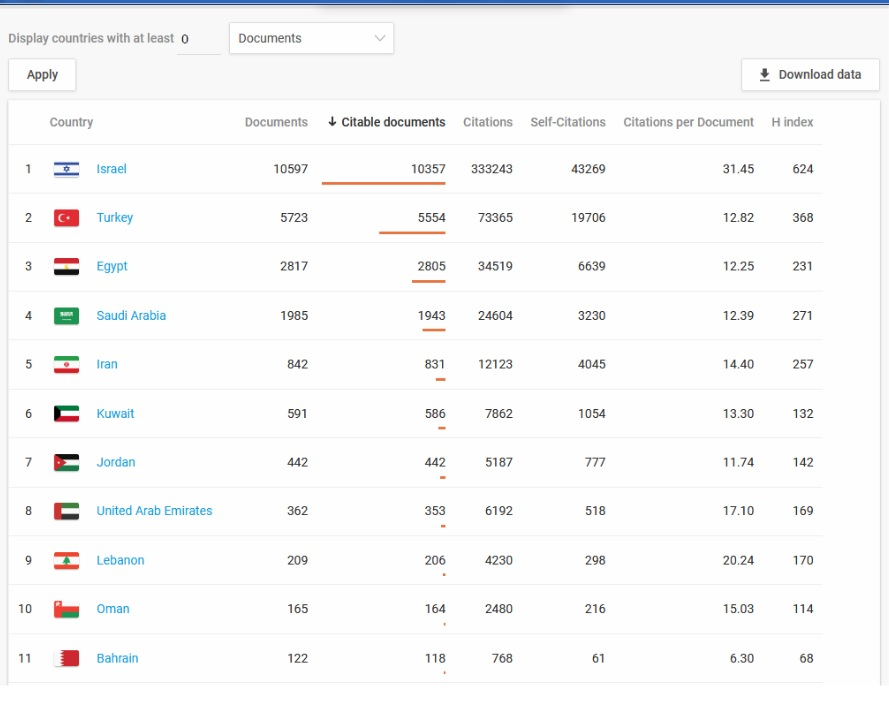 Display countries with at least 0 Documents
Apply
Download data
Country Documents Citable documents Citations Self-Citations Citations per Document H index
1 Israel 10597 10357 333243 43269 31.45 624
2 Turkey 5723 5554 73365 19706 12.82 368
3 Egypt 2817 2805 34519 6639 12.25 231
4 Saudi Arabia 1985 1943 24604 3230 12.39 271
5 Iran 842 831 12123 4045 14.40 257
6 Kuwait 591 586 7862 1054 13.30 132
7 Jordan 442 442 5187 777 11.74 142
8 United Arab Emirates 362 353 6192 518 17.10 169
9 Lebanon 209 206 4230 298 20.24 170
10 Oman 165 164 2480 216 15.03 114
11 Bahrain 122 118 768 61 6.30 68